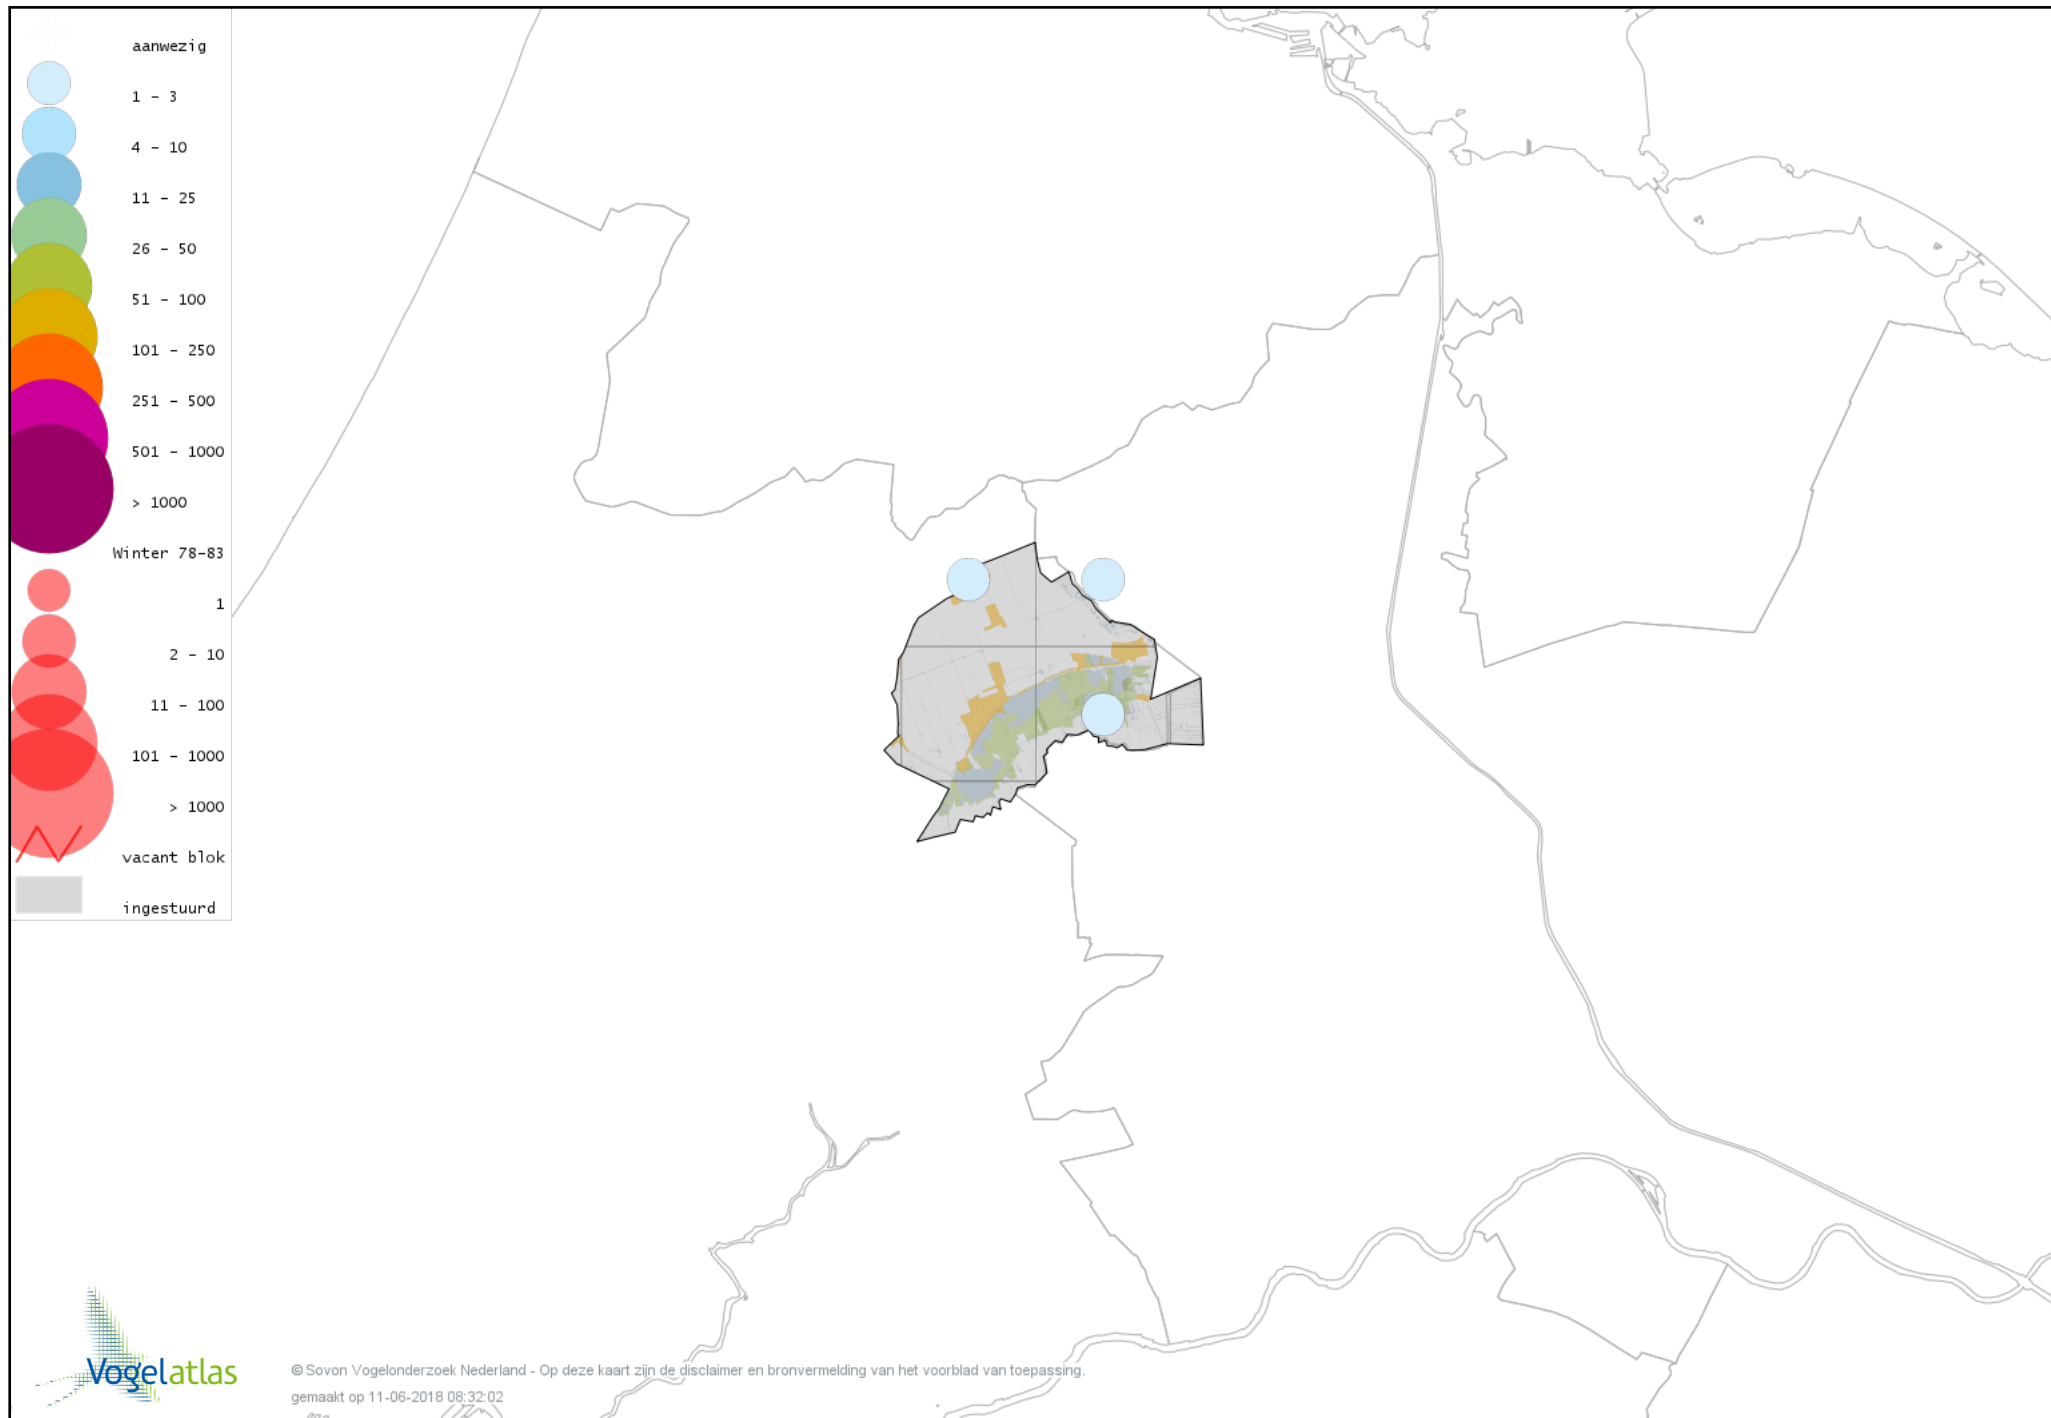 aanwezig
1 - 3
4 - 10
11 - 25
26 - 50
51 - 100
101 - 250
251 - 500
501 - 1000
> 1000
Winter 78-83
1
2 - 10
11 - 100
101 - 1000
> 1000
vacant blok
ingestuurd
Vogelatlas
© Sovon Vogelonderzoek Nederland - Op deze kaart zijn de disclaimer en bronvermelding van het voorblad van toepassing.
gemaakt op 11-06-2018 08:32:02